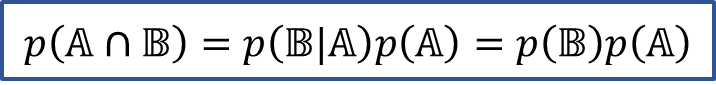 𝑝(𝔸 ∩ 𝔹) = 𝑝(𝔹|𝔸)𝑝(𝔸) = 𝑝(𝔹)𝑝(𝔸)